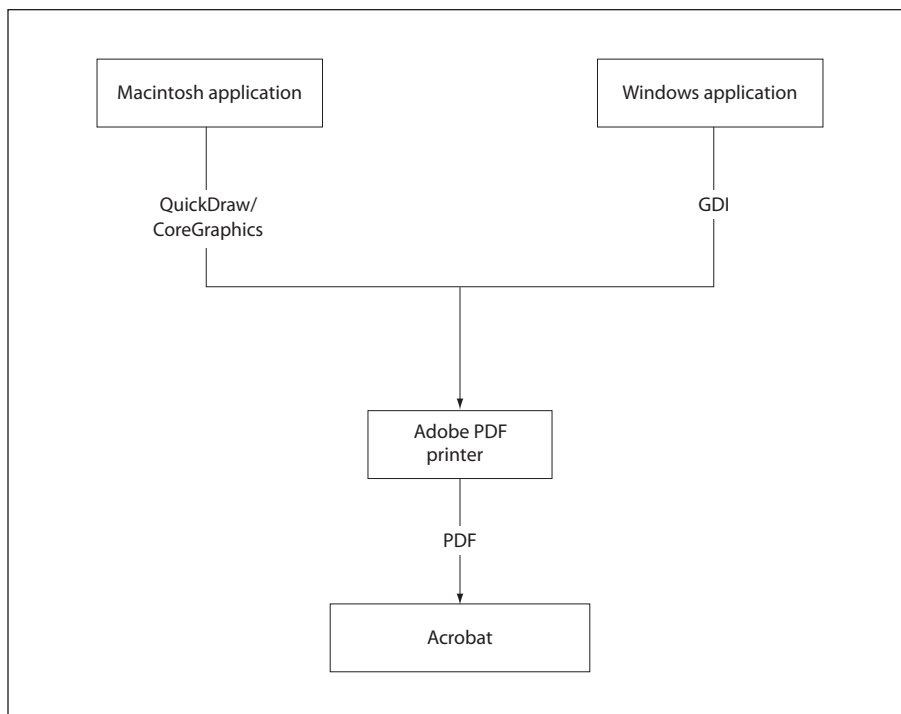 Macintosh application
Windows application
QuickDraw/
CoreGraphics
GDI
Adobe PDF
printer
PDF
Acrobat